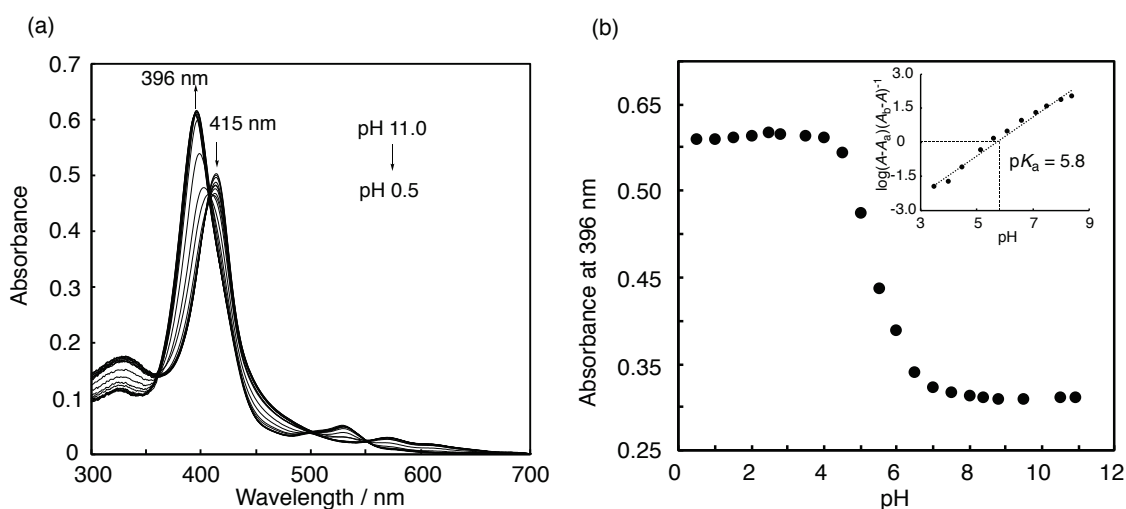 (a)
0.7
0.6
0.5
0.4
0.3
0.2
0.1
0
Absorbance
396 nm
415 nm
pH 11.0
pH 0.5
300
400
500
600
700
Wavelength / nm
(b)
0.65
0.50
0.45
0.35
0.25
Absorbance at 396 nm
0
2
4
6
8
10
12
pH
3.0
1.5
0
-1.5
-3.0
log(A-Aa)(Ab-A)-1
pKa = 5.8
3
5
7
9
pH